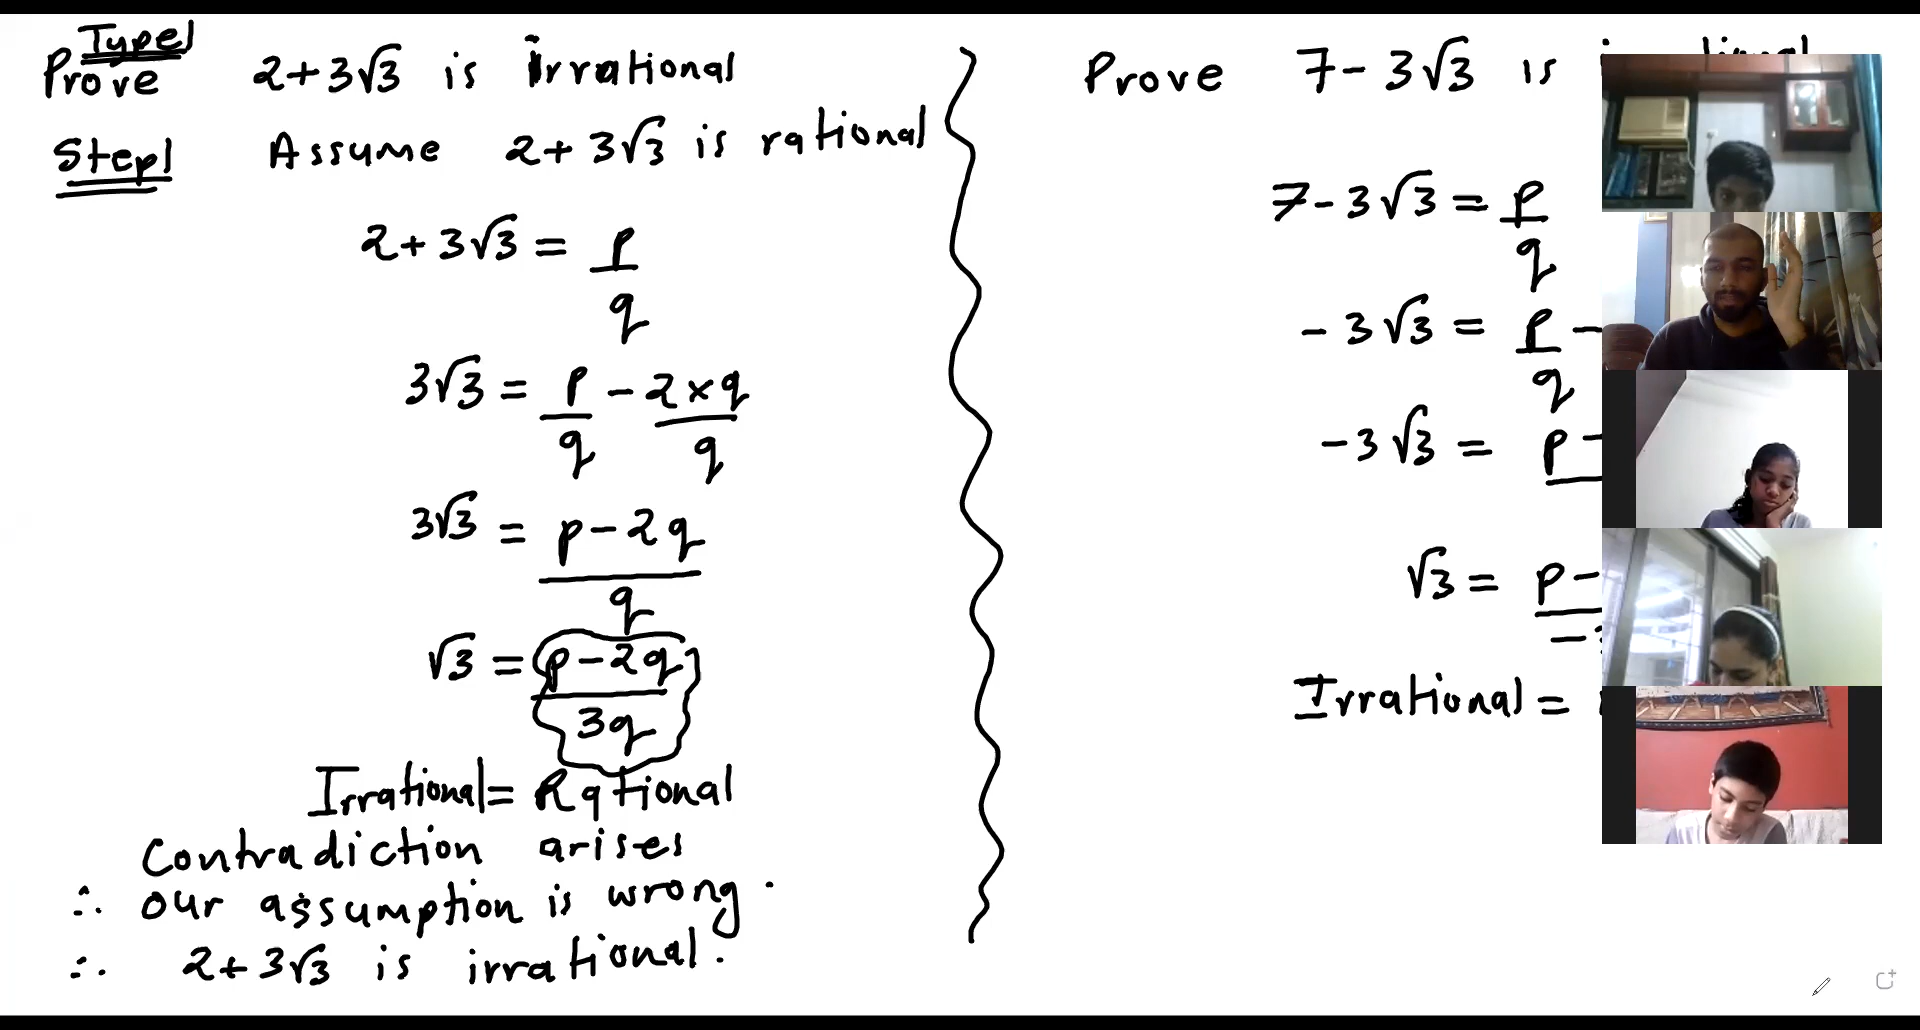 Type1
Prove 2+3√3 is irrational
Step1 Assume 2+3√3 is rational
2+3√3 = p/q
3√3 = p/q - 2×q/q
3√3 = p-2q/q
√3 = p-2q/3q
Irrational = Rational
Contradiction arises
∴ our assumption is wrong.
∴ 2+3√3 is irrational.
Prove 7-3√3 is
7-3√3 = p/q
-3√3 = p/q -
-3√3 = p-
√3 = p-
Irrational =